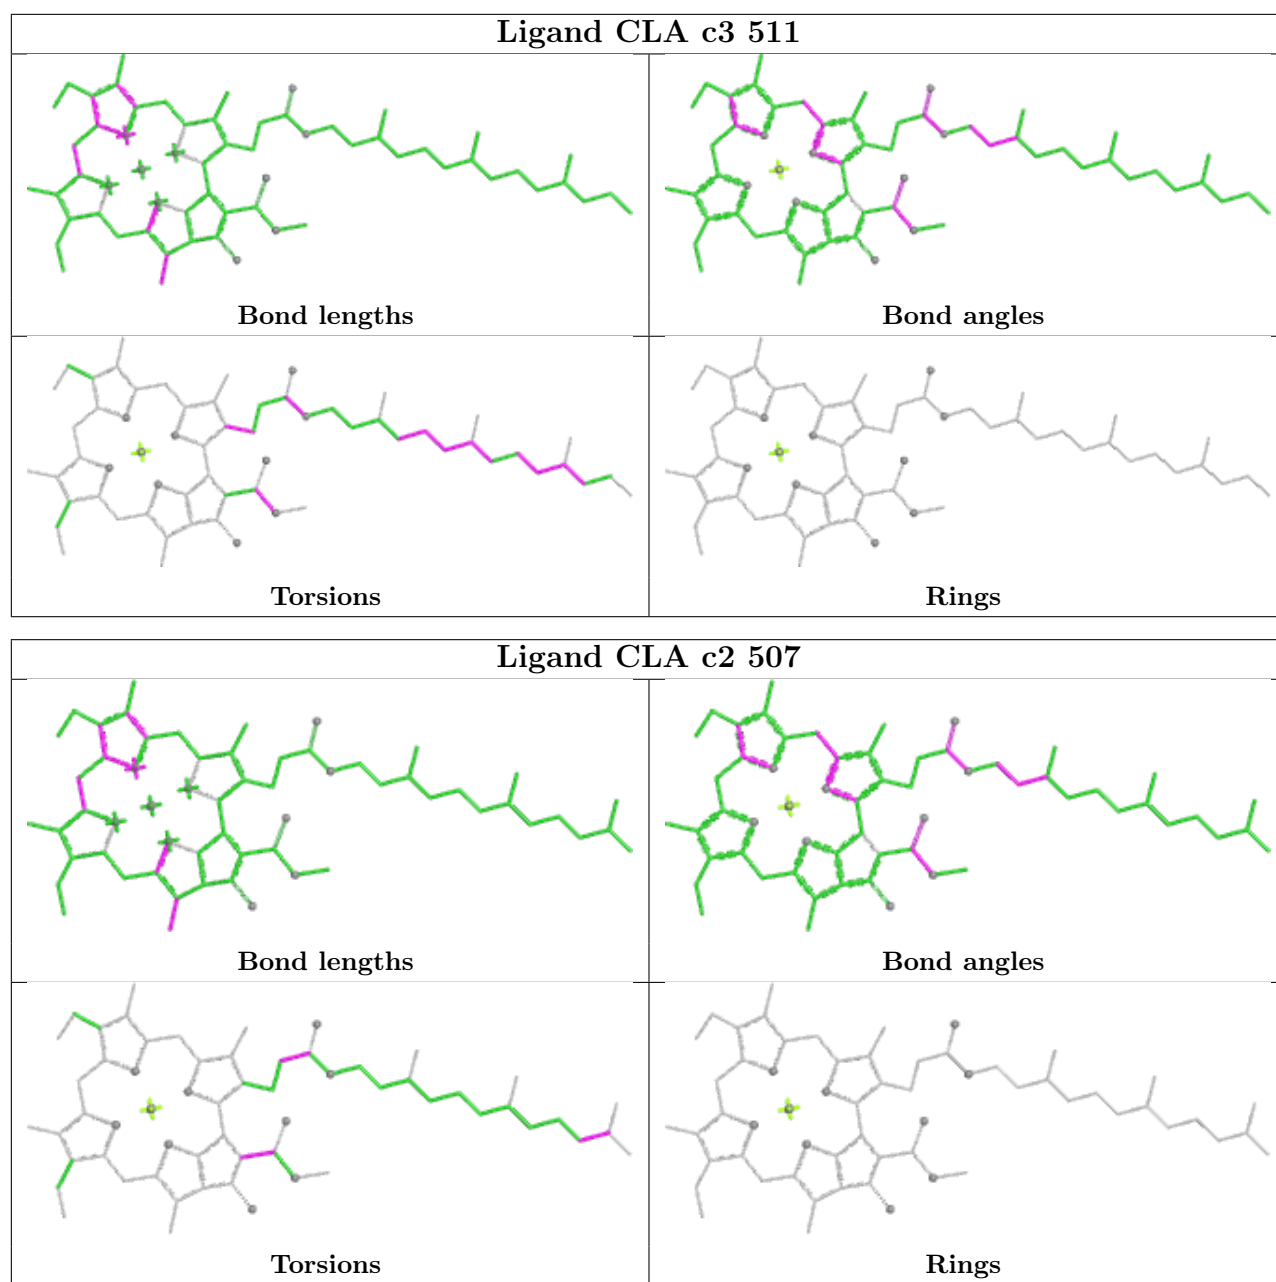 Ligand CLA c3 511
Bond lengths
Bond angles
Torsions
Rings
Ligand CLA c2 507
Bond lengths
Bond angles
Torsions
Rings